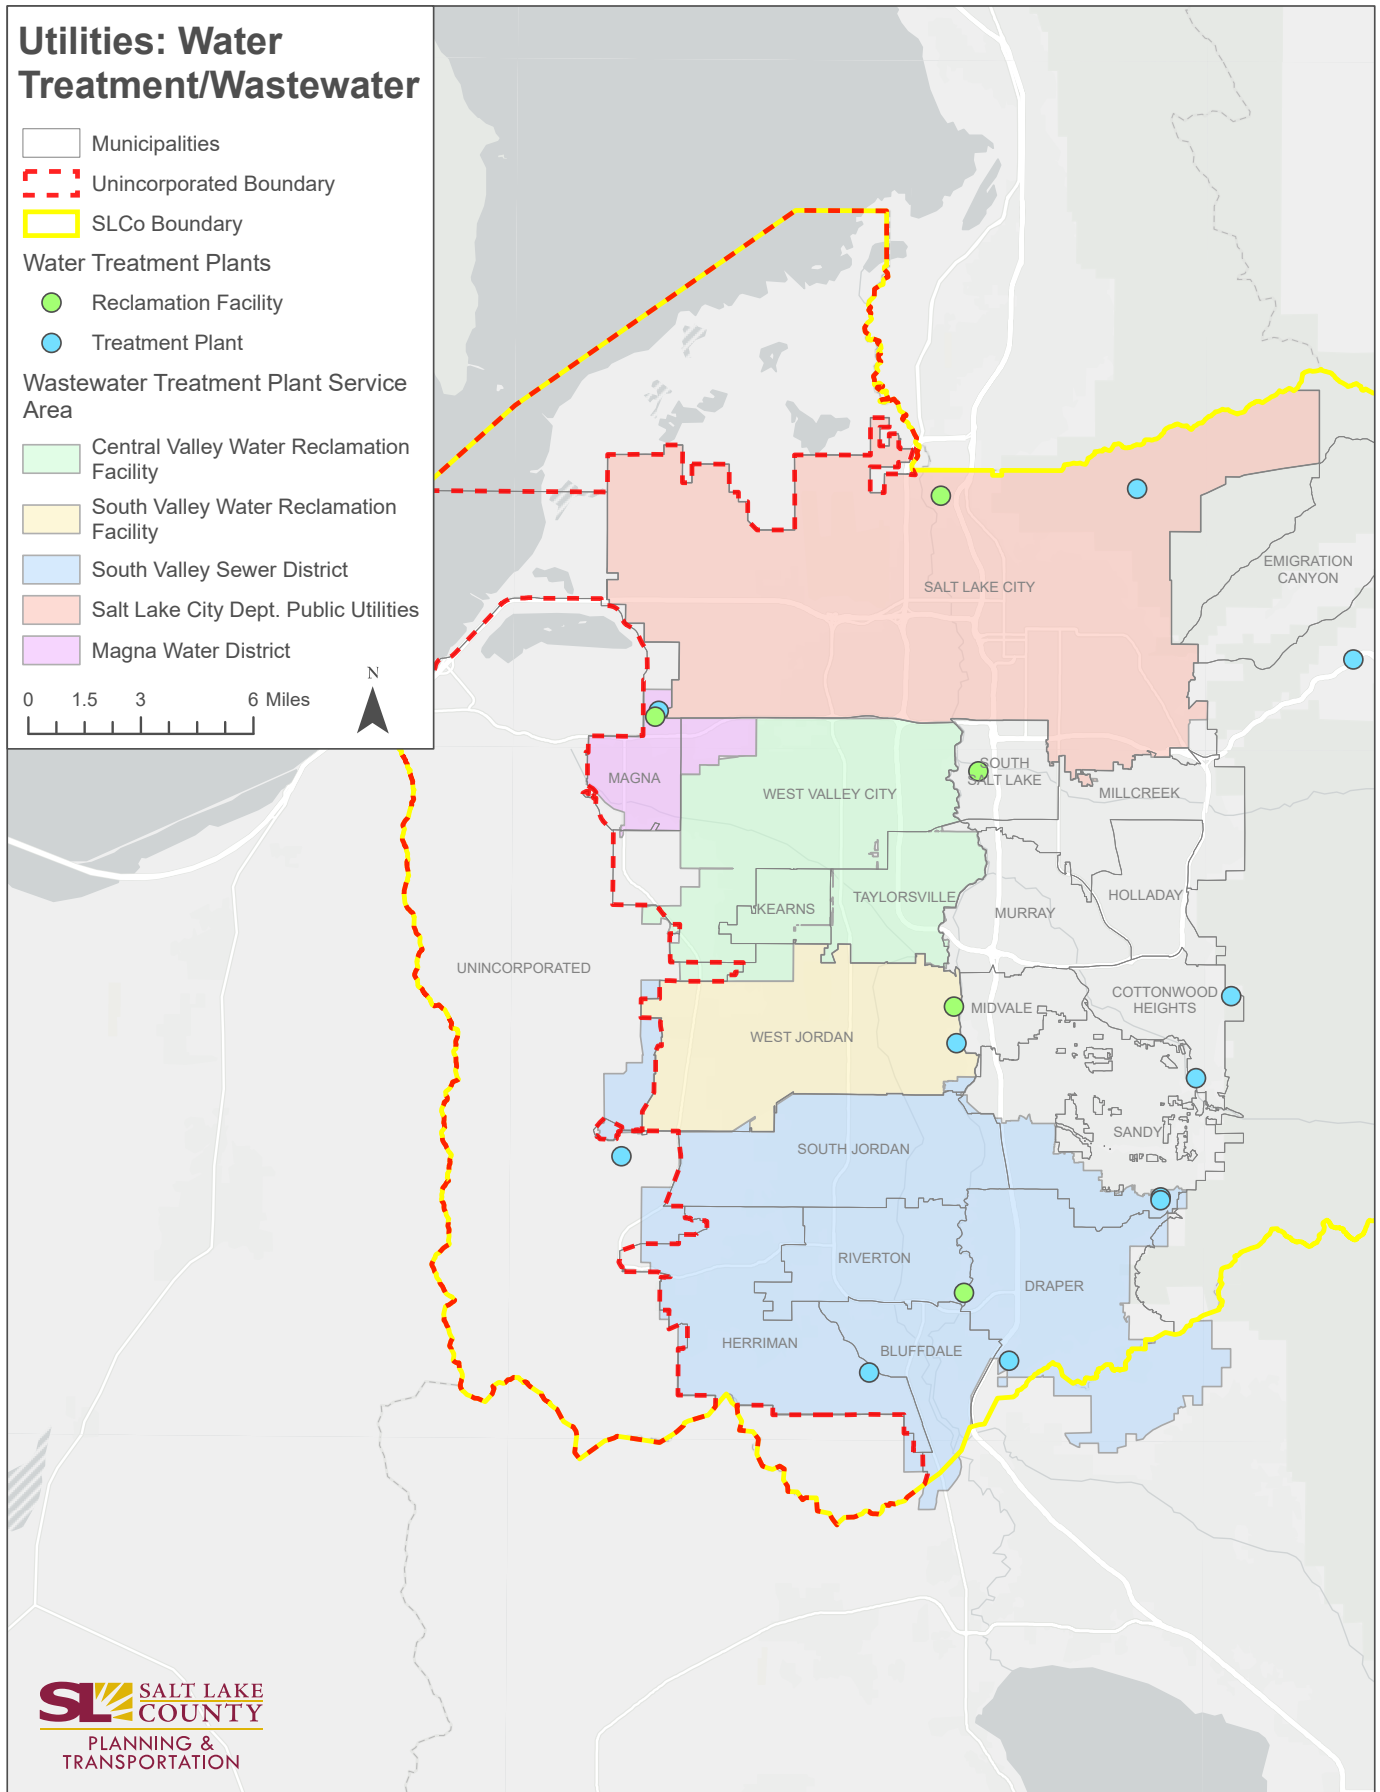 Utilities: Water
Treatment/Wastewater
Municipalities
Unincorporated Boundary
SLCo Boundary
Water Treatment Plants
Reclamation Facility
Treatment Plant
Wastewater Treatment Plant Service
Area
Central Valley Water Reclamation
Facility
South Valley Water Reclamation
Facility
South Valley Sewer District
Salt Lake City Dept. Public Utilities
Magna Water District
N
0 1.5 3 6 Miles
EMIGRATION
CANYON
SALT LAKE CITY
MAGNA
WEST VALLEY CITY
SOUTH
SALT LAKE
MILLCREEK
KEARNS
TAYLORSVILLE
MURRAY
HOLLADAY
UNINCORPORATED
WEST JORDAN
MIDVALE
COTTONWOOD
HEIGHTS
SANDY
SOUTH JORDAN
RIVERTON
DRAPER
HERRIMAN
BLUFFDALE
SL
SALT LAKE
COUNTY
PLANNING &
TRANSPORTATION